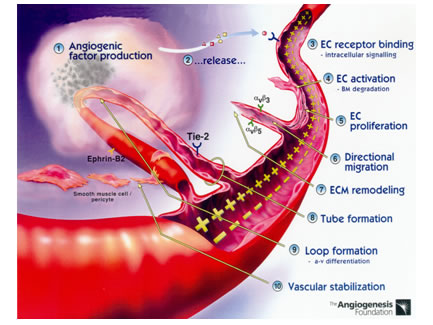 ① Angiogenic
factor production
② ...release...
③ EC receptor binding
- intracellular signalling
④ EC activation
- BM degradation
αvβ3
⑤ EC
proliferation
αvβ5
Tie-2
⑥ Directional
migration
Ephrin-B2
⑦ ECM remodeling
Smooth muscle cell /
pericyte
⑧ Tube formation
⑨ Loop formation
- a-v differentiation
⑩ Vascular stabilization
The Angiogenesis
Foundation